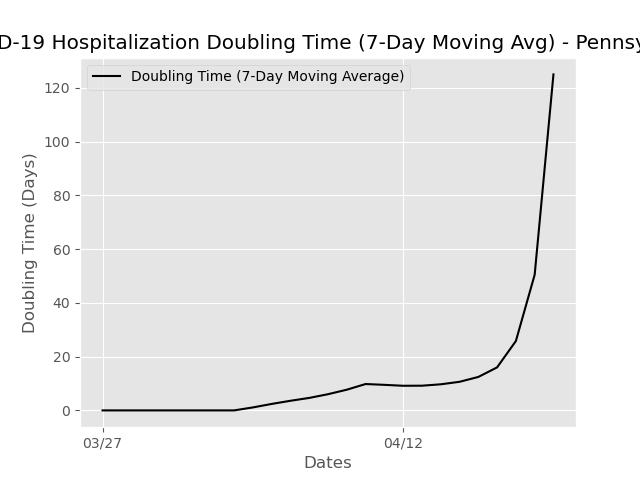 D-19 Hospitalization Doubling Time (7-Day Moving Avg) - Pennsy
Doubling Time (7-Day Moving Average)
120
100
80
60
40
20
0
Doubling Time (Days)
03/27
04/12
Dates